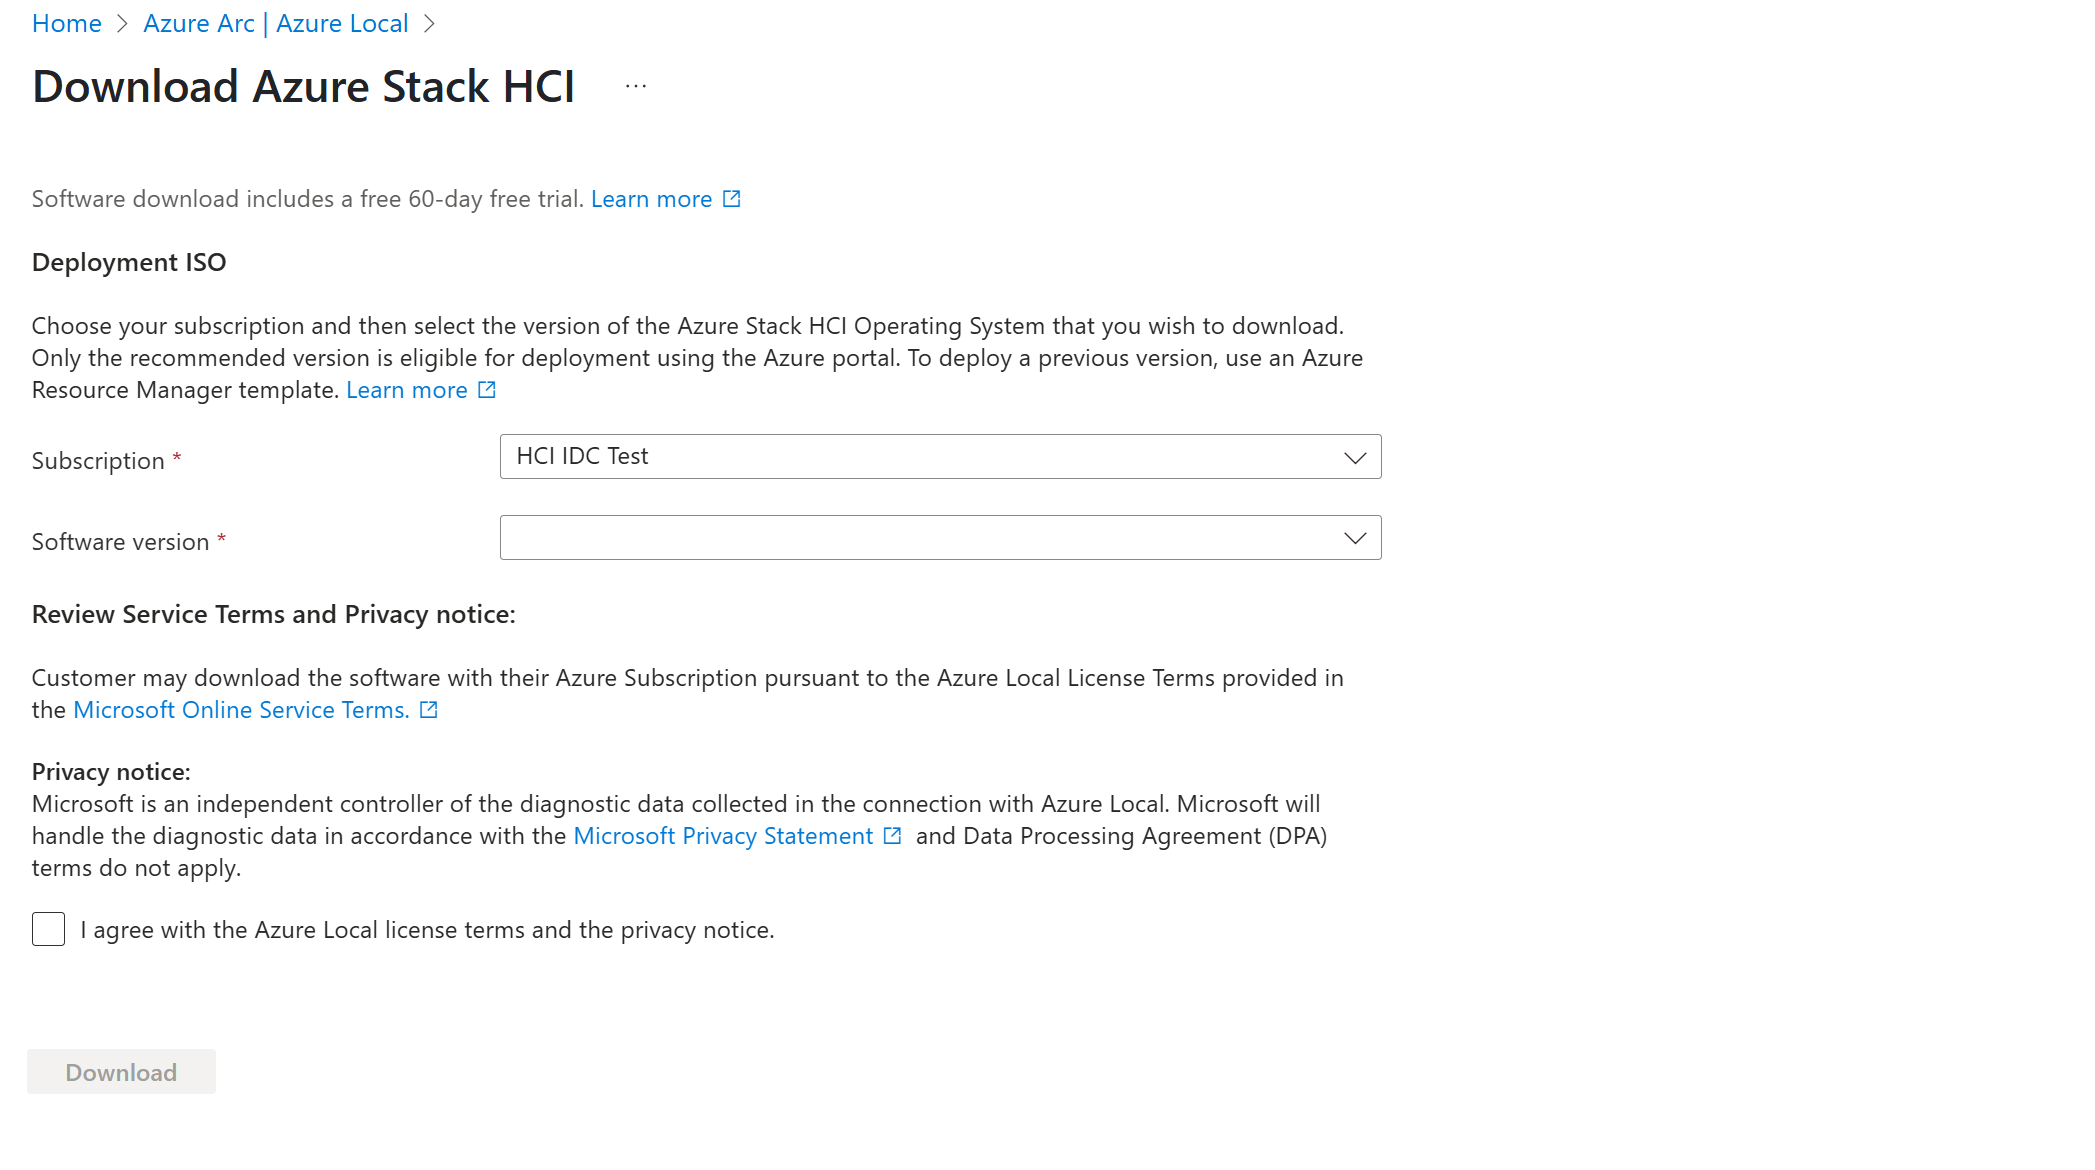 Home > Azure Arc | Azure Local >
Download Azure Stack HCI ...
Software download includes a free 60-day free trial. Learn more
Deployment ISO
Choose your subscription and then select the version of the Azure Stack HCI Operating System that you wish to download.
Only the recommended version is eligible for deployment using the Azure portal. To deploy a previous version, use an Azure
Resource Manager template. Learn more
Subscription * HCI IDC Test
Software version *
Review Service Terms and Privacy notice:
Customer may download the software with their Azure Subscription pursuant to the Azure Local License Terms provided in
the Microsoft Online Service Terms.
Privacy notice:
Microsoft is an independent controller of the diagnostic data collected in the connection with Azure Local. Microsoft will
handle the diagnostic data in accordance with the Microsoft Privacy Statement and Data Processing Agreement (DPA)
terms do not apply.
I agree with the Azure Local license terms and the privacy notice.
Download